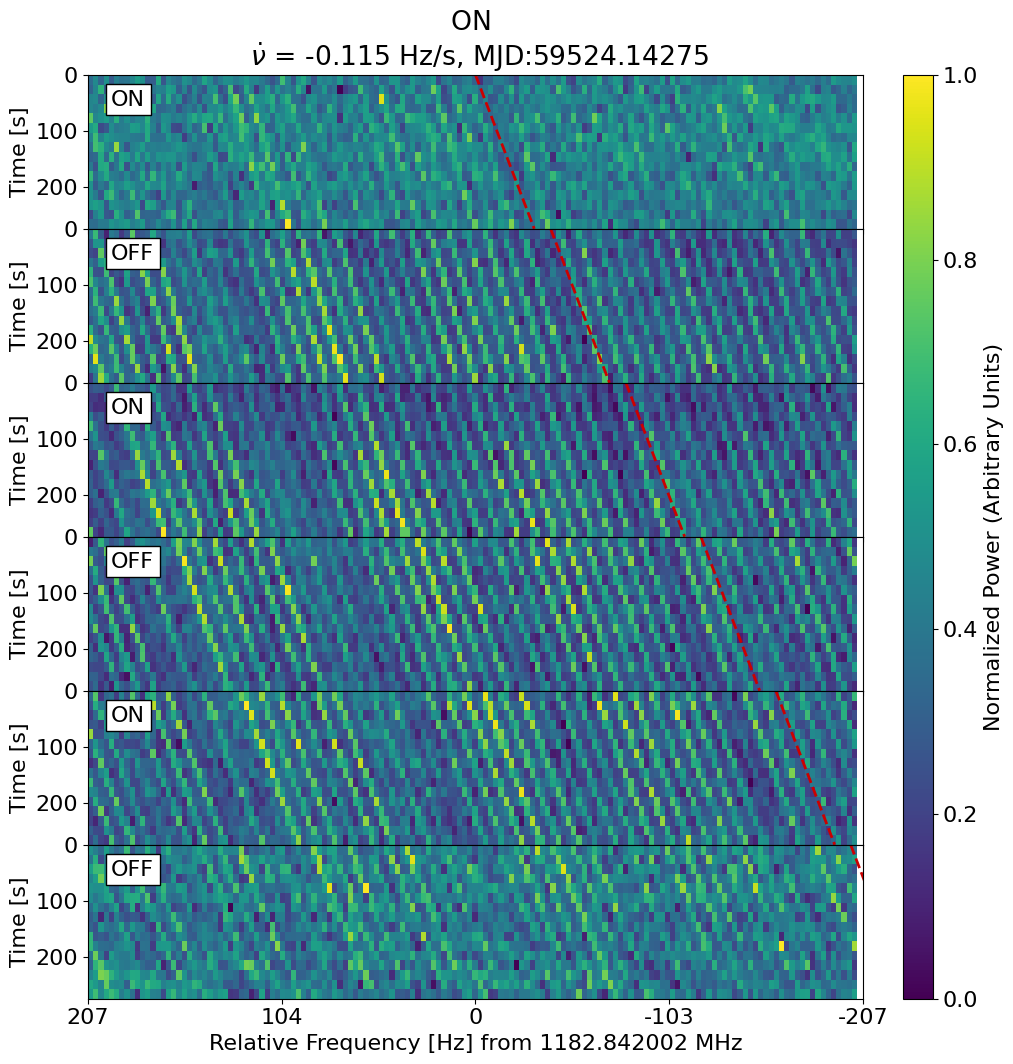 ON
ν̇ = -0.115 Hz/s, MJD:59524.14275
0
ON
100
Time [s]
200
0
OFF
100
Time [s]
200
0
ON
100
Time [s]
200
0
OFF
100
Time [s]
200
0
ON
100
Time [s]
200
0
OFF
100
Time [s]
200
207 104 0 -103 -207
Relative Frequency [Hz] from 1182.842002 MHz
1.0
0.8
0.6
0.4
0.2
0.0
Normalized Power (Arbitrary Units)